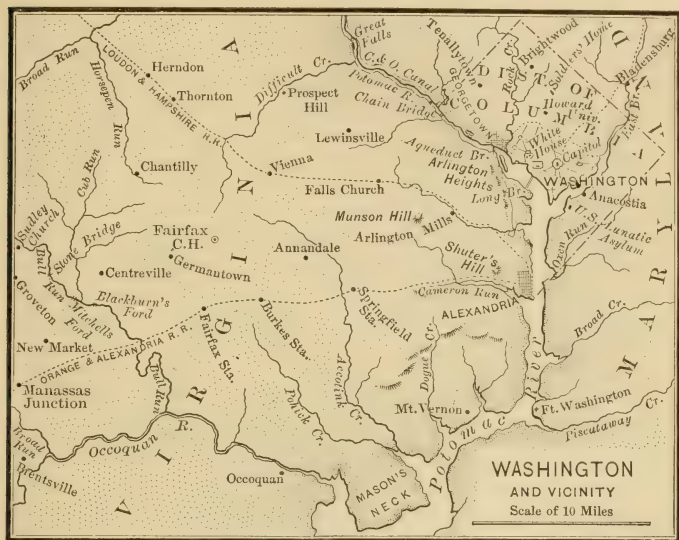 Great Falls
Tenallytown
Rock Cr.
Brightwood
Soldiers' Home
Bladensburg
Broad Run
Horsepen Run
LOUDON & HAMPSHIRE R.R.
Herndon
Thornton
Difficult Cr.
Prospect Hill
C. & O. Canal
Potomac R.
Chain Bridge
GEORGETOWN
DIST. OF COLUMB
Howard Univ.
East Br.
White House
Capitol
Lewinsville
Aqueduct Br.
Arlington Heights
Long Br.
WASHINGTON
Anacostia
Chantilly
Cub Run
Vienna
Falls Church
Munson Hill
Arlington Mills
U.S. Lunatic Asylum
Oxen Run
Sudley Church
Stone Bridge
Fairfax C.H.
Germantown
Annandale
Shuter's Hill
Bull Run
Centreville
Groveton
Mitchells Ford
Blackburn's Ford
Cameron Run
ALEXANDRIA
Springfield Sta.
Burkes Sta.
Fairfax Sta.
New Market
ORANGE & ALEXANDRIA R.R.
Manassas Junction
Bull Run
Accotink Cr.
Dogue Cr.
Pohick Cr.
Broad Cr.
Mt. Vernon
Ft. Washington
Piscutaway Cr.
Potomac River
Broad Run
Brentsville
Occoquan R.
Occoquan
MASON'S NECK
VIRGINIA
MARYLAND
WASHINGTON
AND VICINITY
Scale of 10 Miles